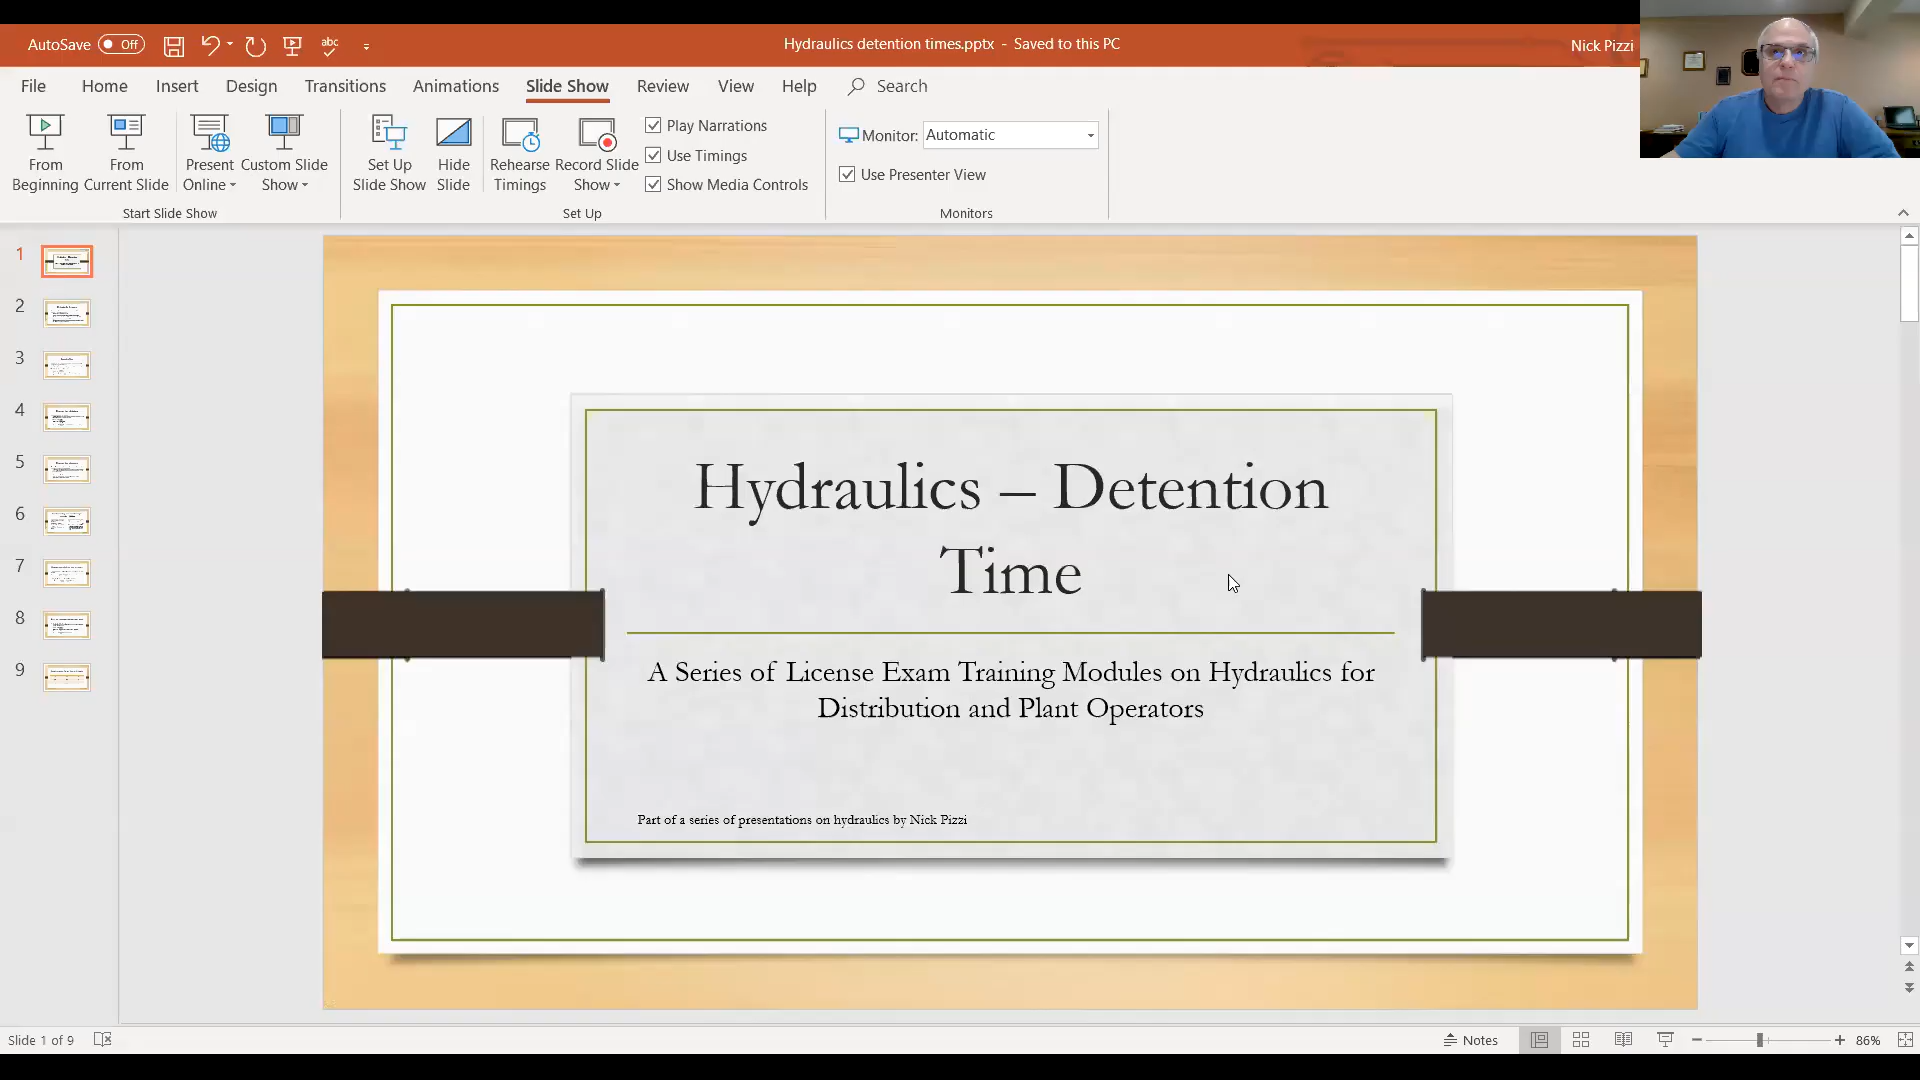 AutoSave Off
abc
Hydraulics detention times.pptx - Saved to this PC
Nick Pizzi
File Home Insert Design Transitions Animations Slide Show Review View Help Search
From Beginning
From Current Slide
Present Online
Custom Slide Show
Start Slide Show
Set Up Slide Show
Hide Slide
Rehearse Timings
Record Slide Show
Play Narrations
Use Timings
Show Media Controls
Set Up
Monitor: Automatic
Use Presenter View
Monitors
1
2
3
4
5
6
7
8
9
Hydraulics – Detention
Time
A Series of License Exam Training Modules on Hydraulics for
Distribution and Plant Operators
Part of a series of presentations on hydraulics by Nick Pizzi
Slide 1 of 9
Notes
86%